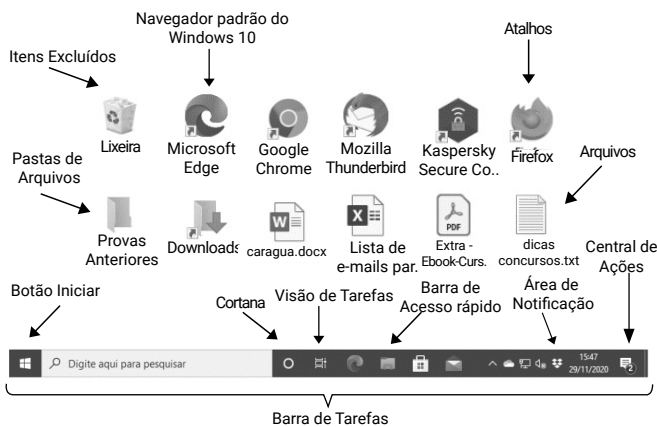 Navegador padrão do
Windows 10
Atalhos
Itens Excluídos
Lixeira
Microsoft
Edge
Google
Chrome
Mozilla
Thunderbird
Kaspersky
Secure Co..
Firefox
Arquivos
Pastas de
Arquivos
W
X
PDF
Provas
Anteriores
Downloads
caragua.docx
Lista de
e-mails par.
Extra -
Ebook-Curs.
dicas
concursos.txt
Central de
Ações
Botão Iniciar
Cortana
Visão de Tarefas
Barra de
Acesso rápido
Área de
Notificação
Digite aqui para pesquisar
15:47
29/11/2020
2
Barra de Tarefas